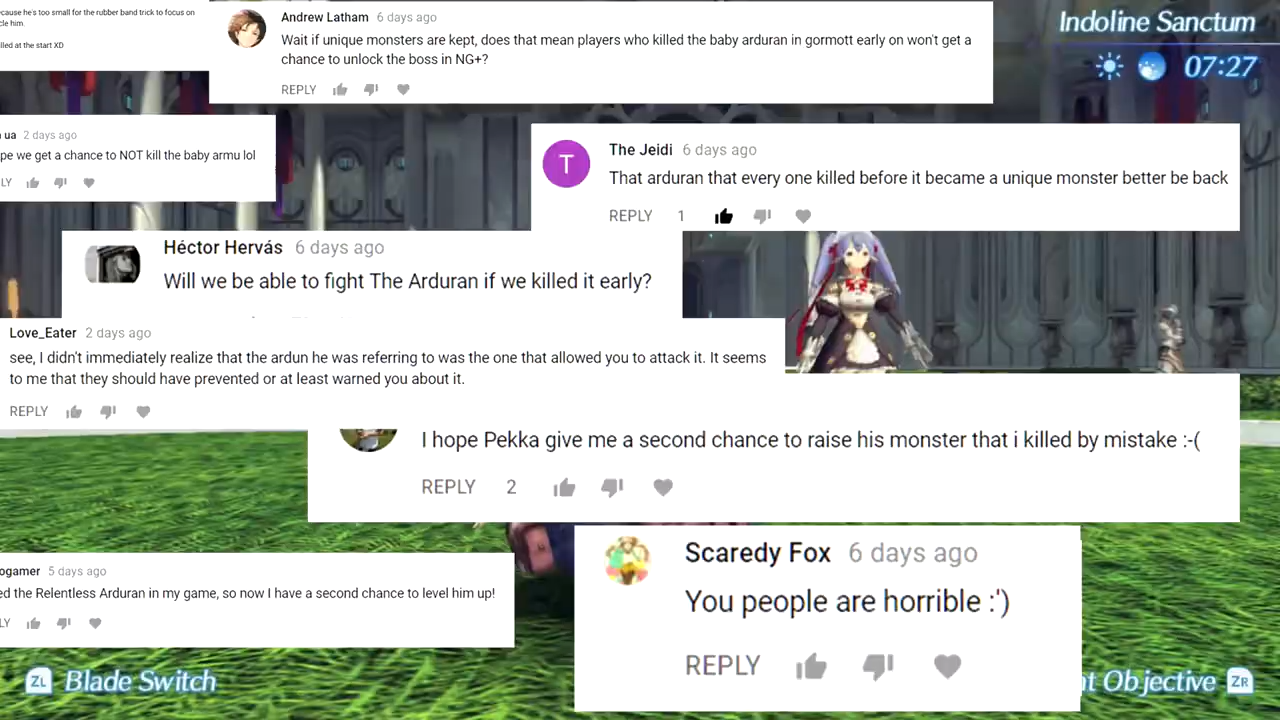 cause he's too small for the rubber band trick to focus on
cle him.
lled at the start XD
Andrew Latham 6 days ago
Wait if unique monsters are kept, does that mean players who killed the baby arduran in gormott early on won't get a
chance to unlock the boss in NG+?
REPLY
Indoline Sanctum
07:27
ua 2 days ago
pe we get a chance to NOT kill the baby armu lol
LY
T
The Jeidi 6 days ago
That arduran that every one killed before it became a unique monster better be back
REPLY 1
Héctor Hervás 6 days ago
Will we be able to fight The Arduran if we killed it early?
Love_Eater 2 days ago
see, I didn't immediately realize that the ardun he was referring to was the one that allowed you to attack it. It seems
to me that they should have prevented or at least warned you about it.
REPLY
I hope Pekka give me a second chance to raise his monster that i killed by mistake :-(
REPLY 2
ogamer 5 days ago
ed the Relentless Arduran in my game, so now I have a second chance to level him up!
LY
Scaredy Fox 6 days ago
You people are horrible :')
REPLY
ZL Blade Switch
nt Objective ZR